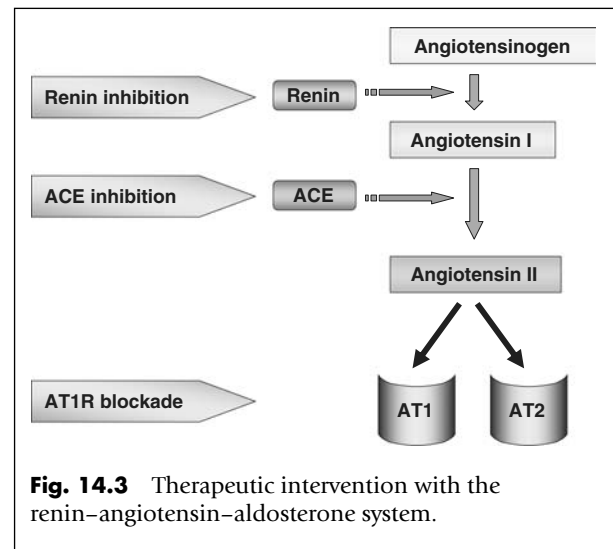 Angiotensinogen
Renin inhibition
Renin
Angiotensin I
ACE inhibition
ACE
Angiotensin II
AT1R blockade
AT1
AT2
Fig. 14.3 Therapeutic intervention with the
renin–angiotensin–aldosterone system.